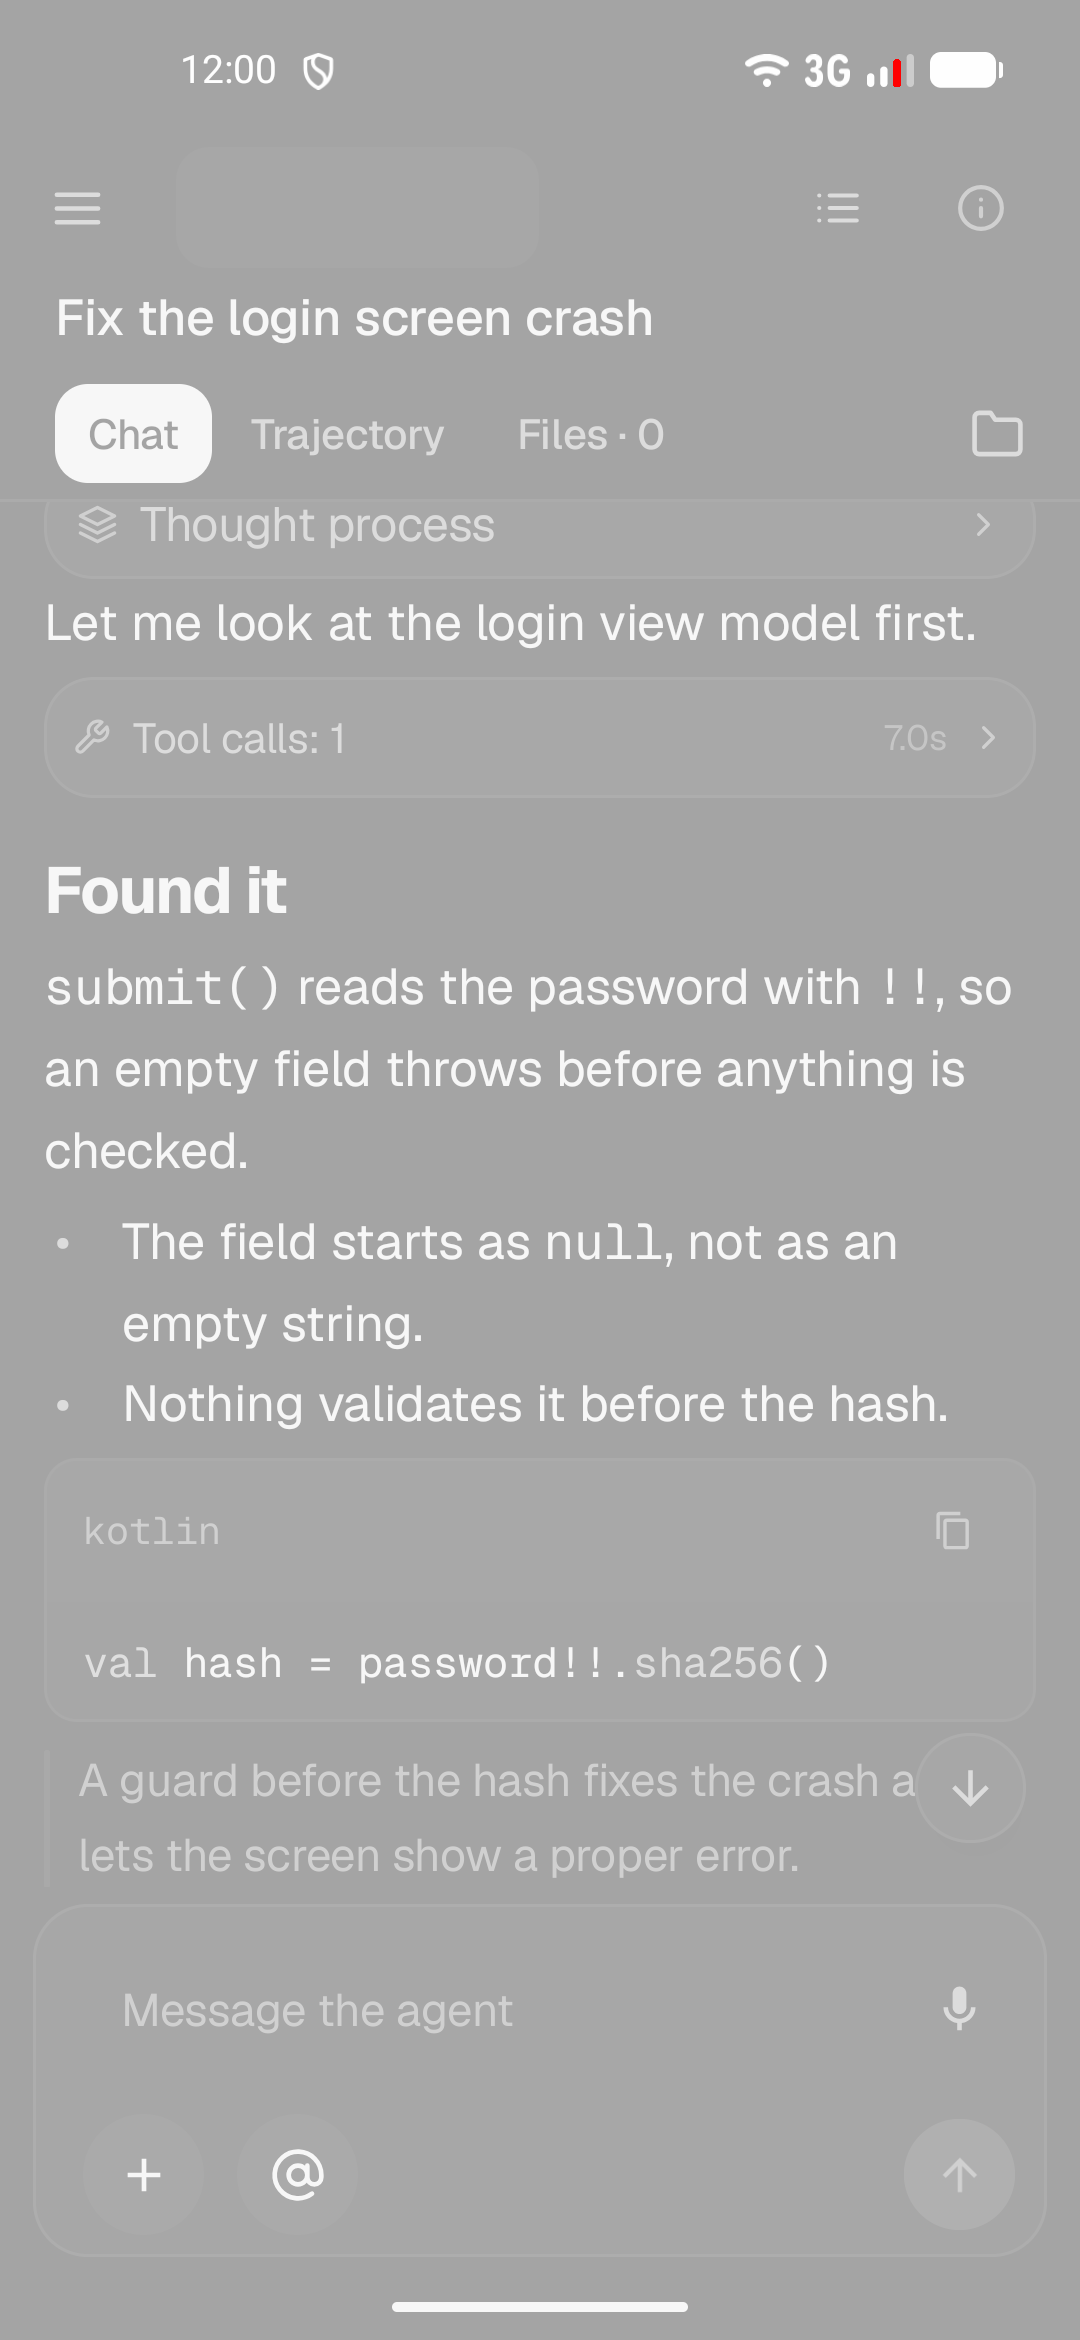 12:00
3G
Fix the login screen crash
Chat
Trajectory
Files · 0
Thought process
Let me look at the login view model first.
Tool calls: 1
7.0s
Found it
submit() reads the password with !!, so
an empty field throws before anything is
checked.
• The field starts as null, not as an
empty string.
• Nothing validates it before the hash.
kotlin
val hash = password!!.sha256()
A guard before the hash fixes the crash a
lets the screen show a proper error.
Message the agent